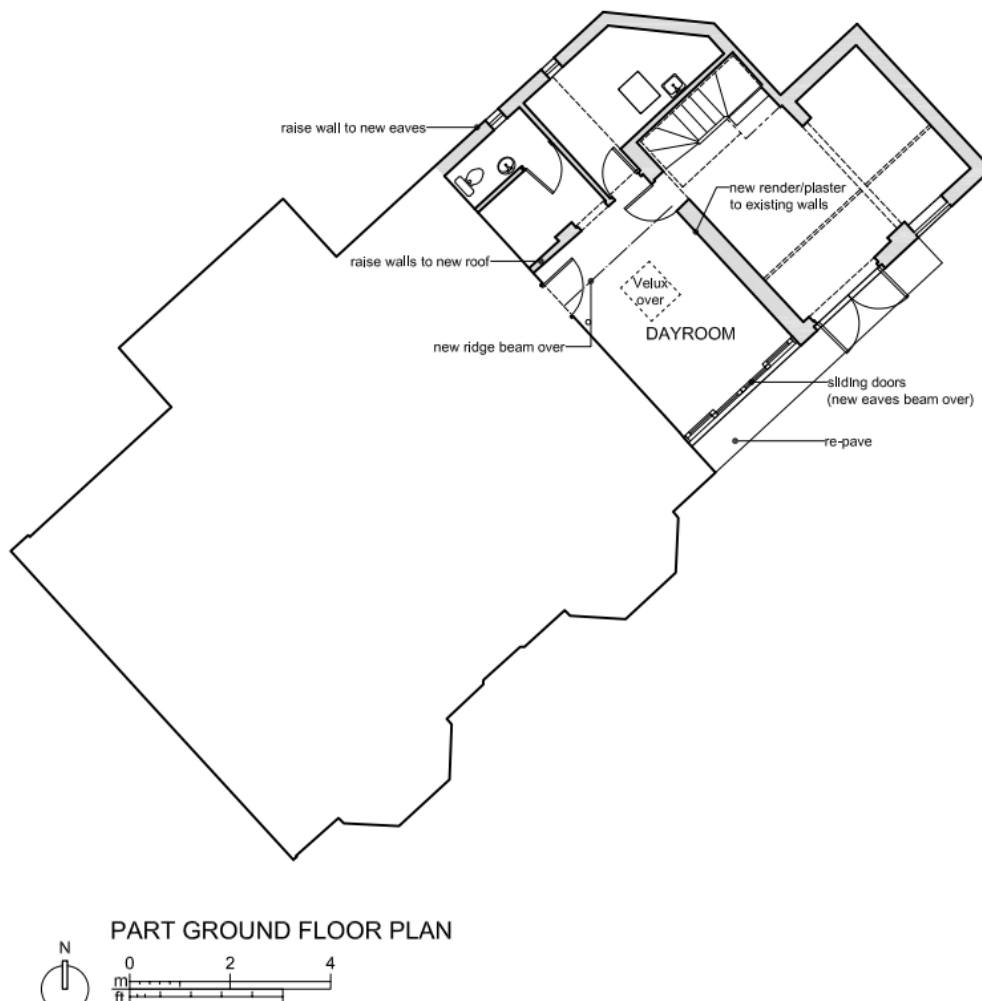 raise wall to new eaves
new render/plaster
to existing walls
raise walls to new roof
Velux
over
DAYROOM
new ridge beam over
sliding doors
(new eaves beam over)
re-pave
PART GROUND FLOOR PLAN
N
0 2 4
m
ft